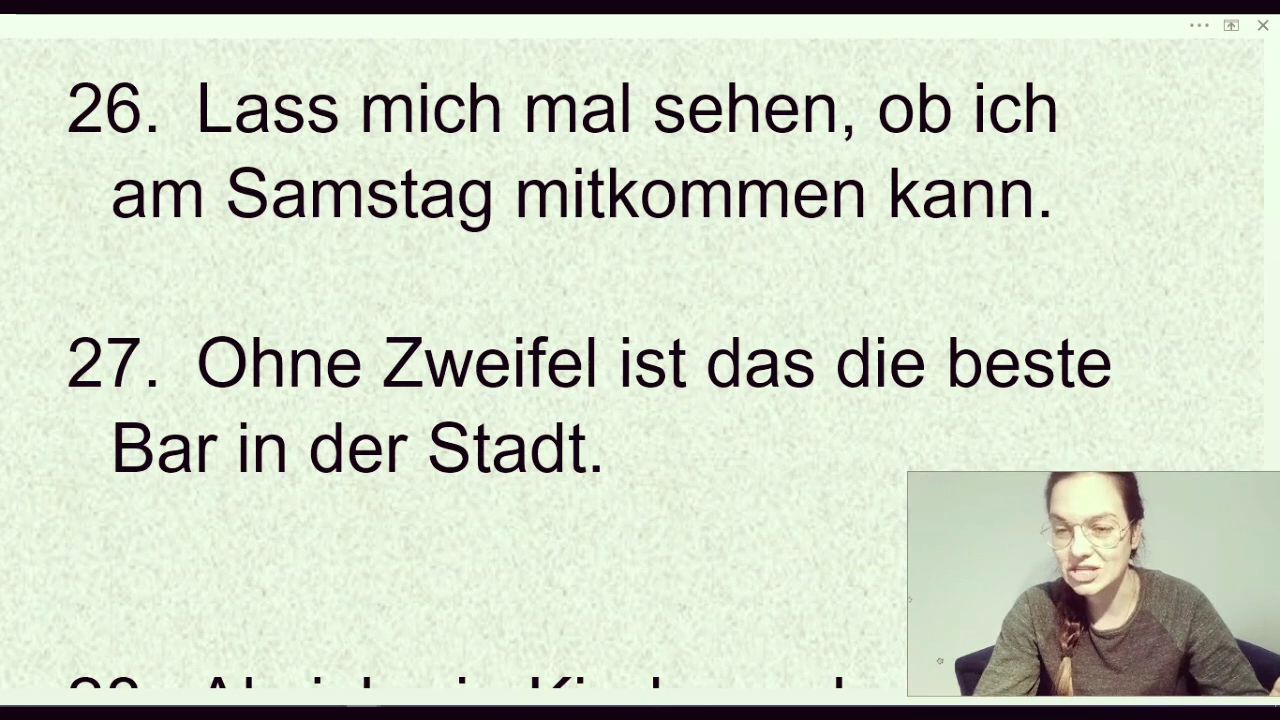 26. Lass mich mal sehen, ob ich
am Samstag mitkommen kann.
27. Ohne Zweifel ist das die beste
Bar in der Stadt.